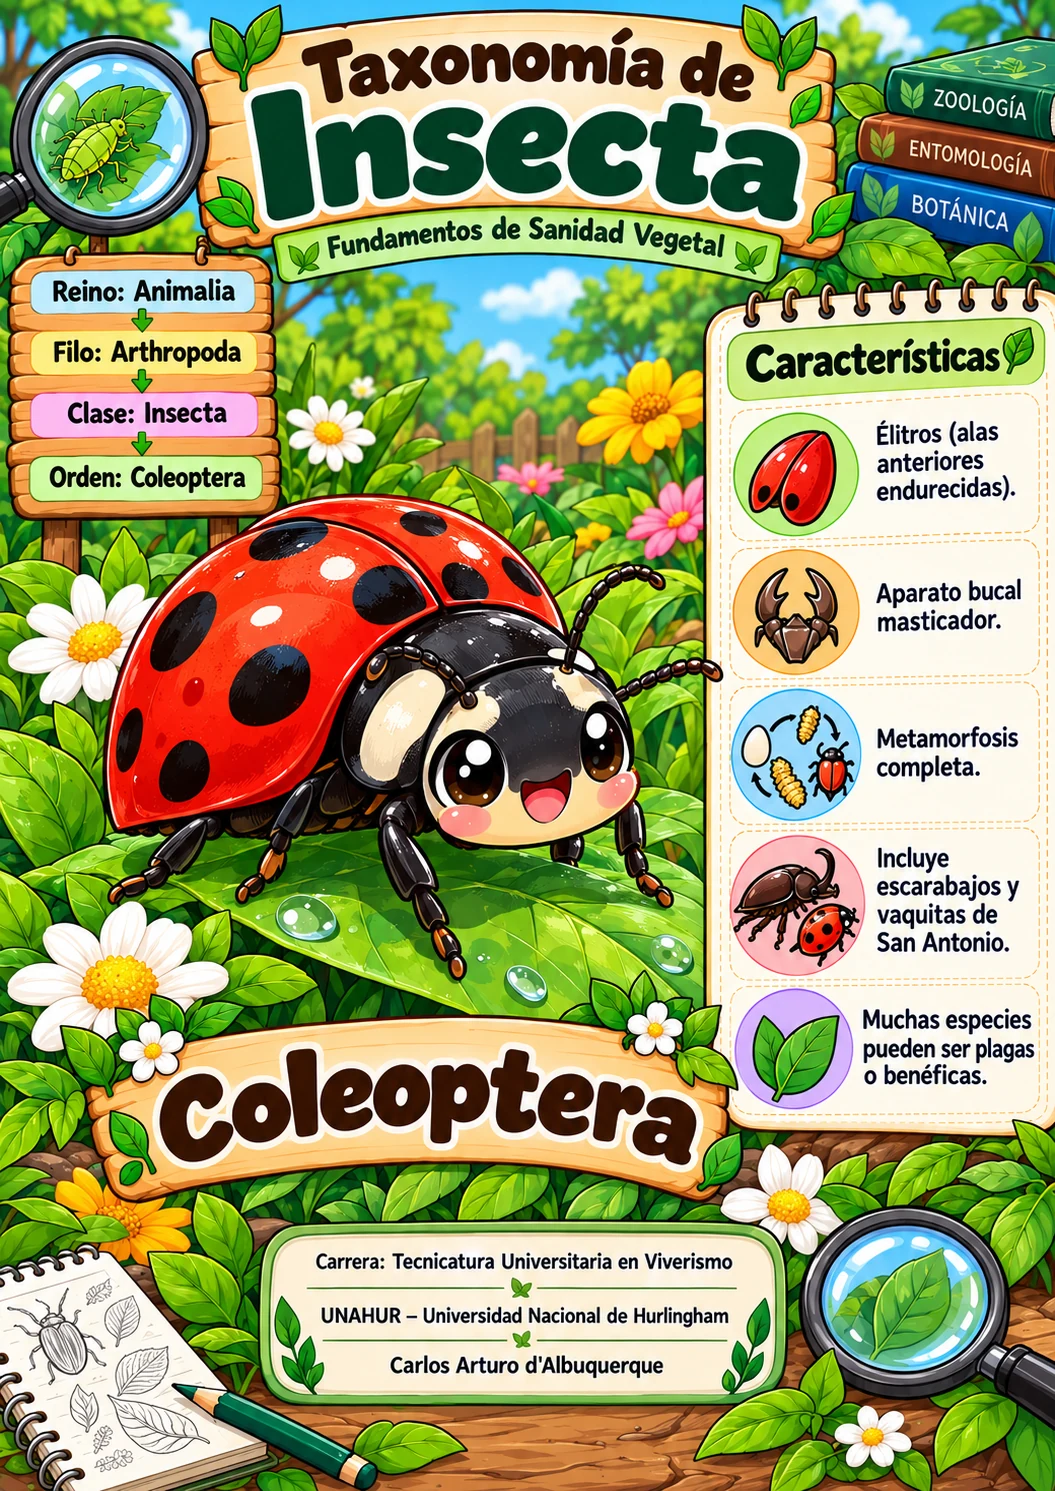 Taxonomía de
Insecta
Fundamentos de Sanidad Vegetal
ZOOLOGÍA
ENTOMOLOGÍA
BOTÁNICA
Reino: Animalia
Filo: Arthropoda
Clase: Insecta
Orden: Coleoptera
Características
Élitros (alas
anteriores
endurecidas).
Aparato bucal
masticador.
Metamorfosis
completa.
Incluye
escarabajos y
vaquitas de
San Antonio.
Muchas especies
pueden ser plagas
o benéficas.
Coleoptera
Carrera: Tecnicatura Universitaria en Viverismo
UNAHUR – Universidad Nacional de Hurlingham
Carlos Arturo d'Albuquerque